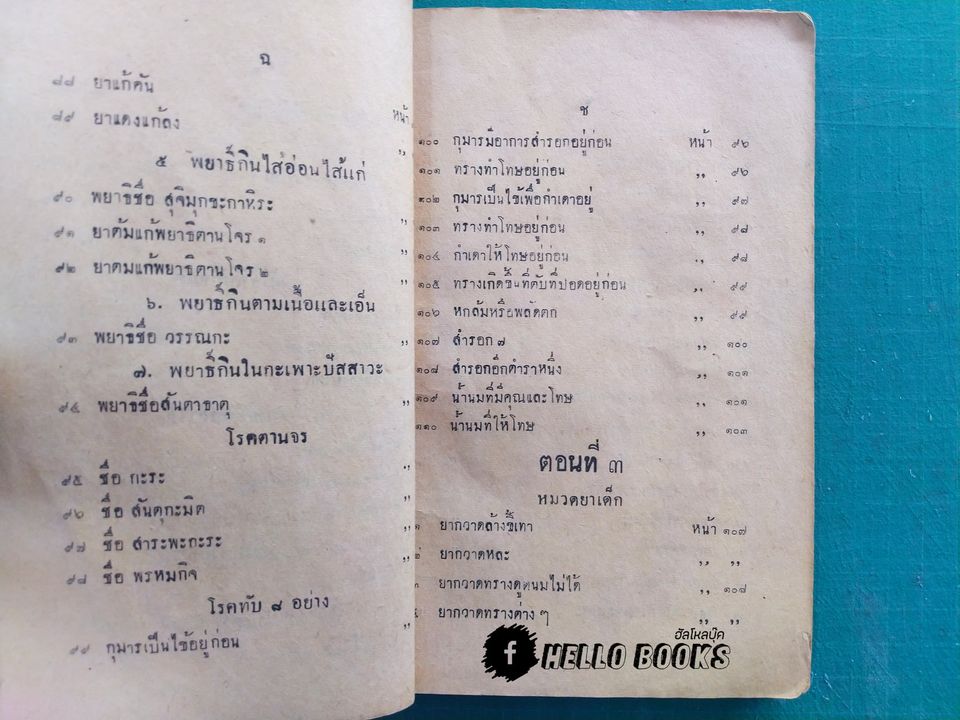 ฉ
๘๘ ยาแก้คัน
หน้า
๘๙ ยาแดงแก้ลง ,,
๕ พยาธิ์กินไส้อ่อนไส้แก่
๙๐ พยาธิชื่อ สุจิมุกขะกาหิระ ,,
๙๑ ยาต้มแก้พยาธิตานโจร ๑ ,,
๙๒ ยาตมแก้พยาธิตานโจร ๒ ,,
๖. พยาธิ์กินตามเนื้อและเอ็น
๙๓ พยาธิชื่อ วรรณกะ ,,
๗. พยาธิ์กินในกะเพาะปัสสาวะ
๙๔ พยาธิชื่อสันตาธาตุ ,,
โรคตานจร
๙๕ ชื่อ กะระ ,,
๙๖ ชื่อ สันตุกะมิต ,,
๙๗ ชื่อ สาระพะกะระ ,,
๙๘ ชื่อ พรหมกิจ ,,
โรคทับ ๘ อย่าง
๙๙ กุมารเป็นไข้อยู่ก่อน ,,
ช
๑๐๐ กุมารมีอาการสำรอกอยู่ก่อน หน้า ๙๖
๑๐๑ ทรางทำโทษอยู่ก่อน ,, ๙๖
๑๐๒ กุมารเป็นไข้เพื่อกำเดาอยู่ ,, ๙๗
๑๐๓ ทรางทำโทษอยู่ก่อน ,, ๙๘
๑๐๔ กำเดาให้โทษอยู่ก่อน ,, ๙๘
๑๐๕ ทรางเกิดขึ้นที่ตับที่ปอดอยู่ก่อน ,, ๙๙
๑๐๖ หกล้มหรือพลัดตก ,, ๙๙
๑๐๗ สำรอก ๗ ,, ๑๐๐
๑๐๘ สำรอกอีกตำราหนึ่ง ,, ๑๐๑
๑๐๙ น้ำนมที่มีคุณและโทษ ,, ๑๐๑
๑๑๐ น้ำนมที่ให้โทษ ,, ๑๐๓
ตอนที่ ๓
หมวดยาเด็ก
๑ ยากวาดล้างขี้เทา หน้า ๑๐๗
๒ ยากวาดหละ ,, ,,
๓ ยากวาดทรางดูดนมไม่ได้ ,, ๑๐๘
๔ ยากวาดทรางต่าง ๆ ,, ,,
ฮัลโหลบุ๊ค
f HELLO BOOKS